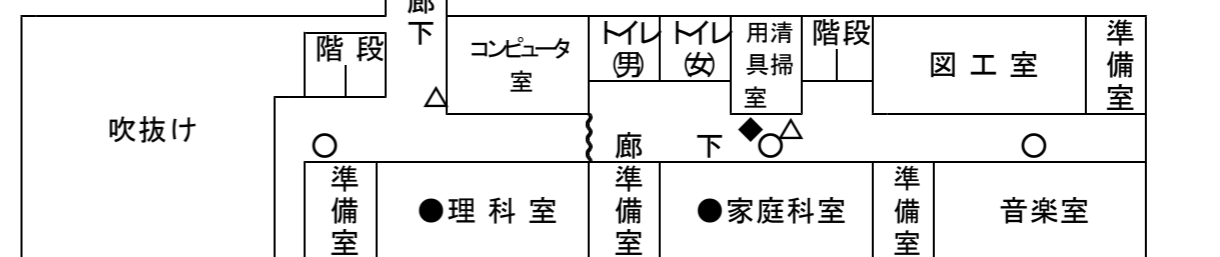 廊下
階段
コンピュータ
室
トイレ
(男)
トイレ
(女)
清掃
用具室
階段
図工室
準備室
吹抜け
廊下
準備室
●理科室
準備室
●家庭科室
準備室
音楽室